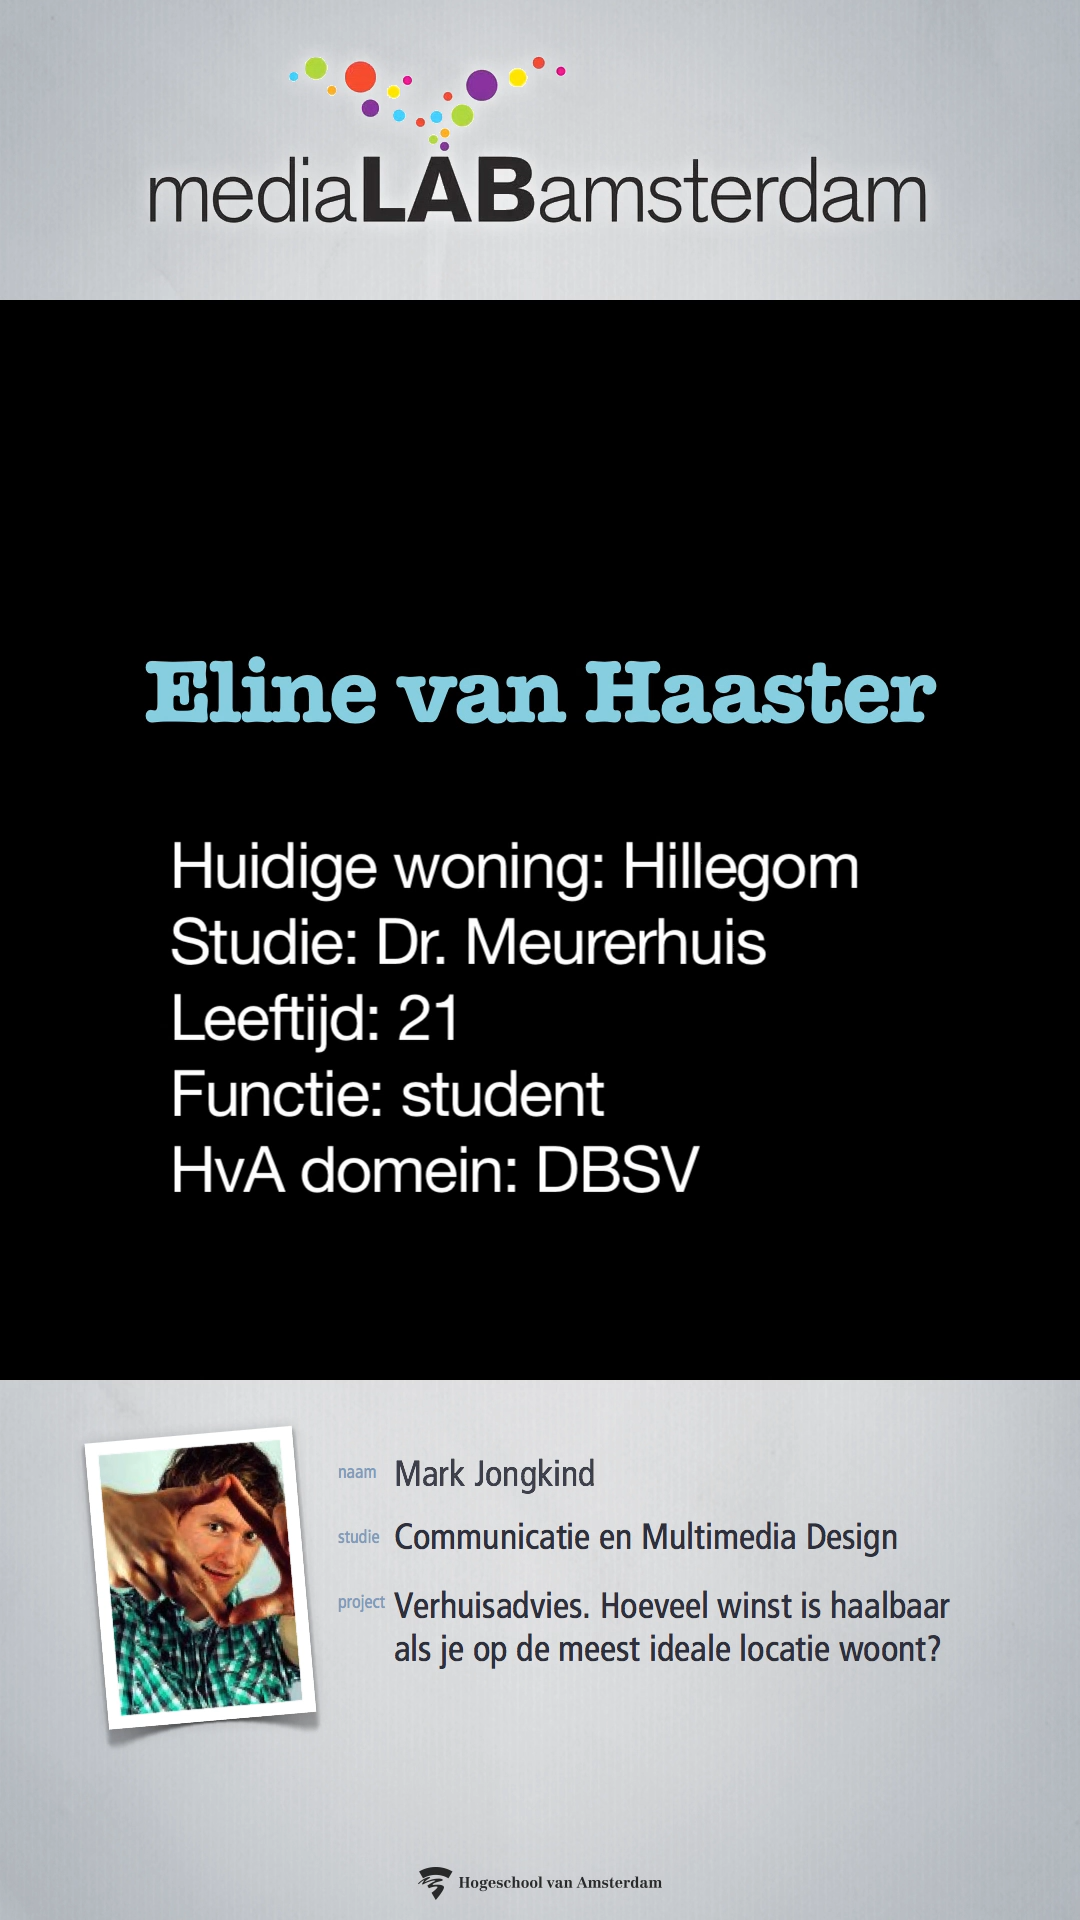 mediaLABamsterdam
Eline van Haaster
Huidige woning: Hillegom
Studie: Dr. Meurerhuis
Leeftijd: 21
Functie: student
HvA domein: DBSV
naam Mark Jongkind
studie Communicatie en Multimedia Design
project Verhuisadvies. Hoeveel winst is haalbaar
als je op de meest ideale locatie woont?
Hogeschool van Amsterdam